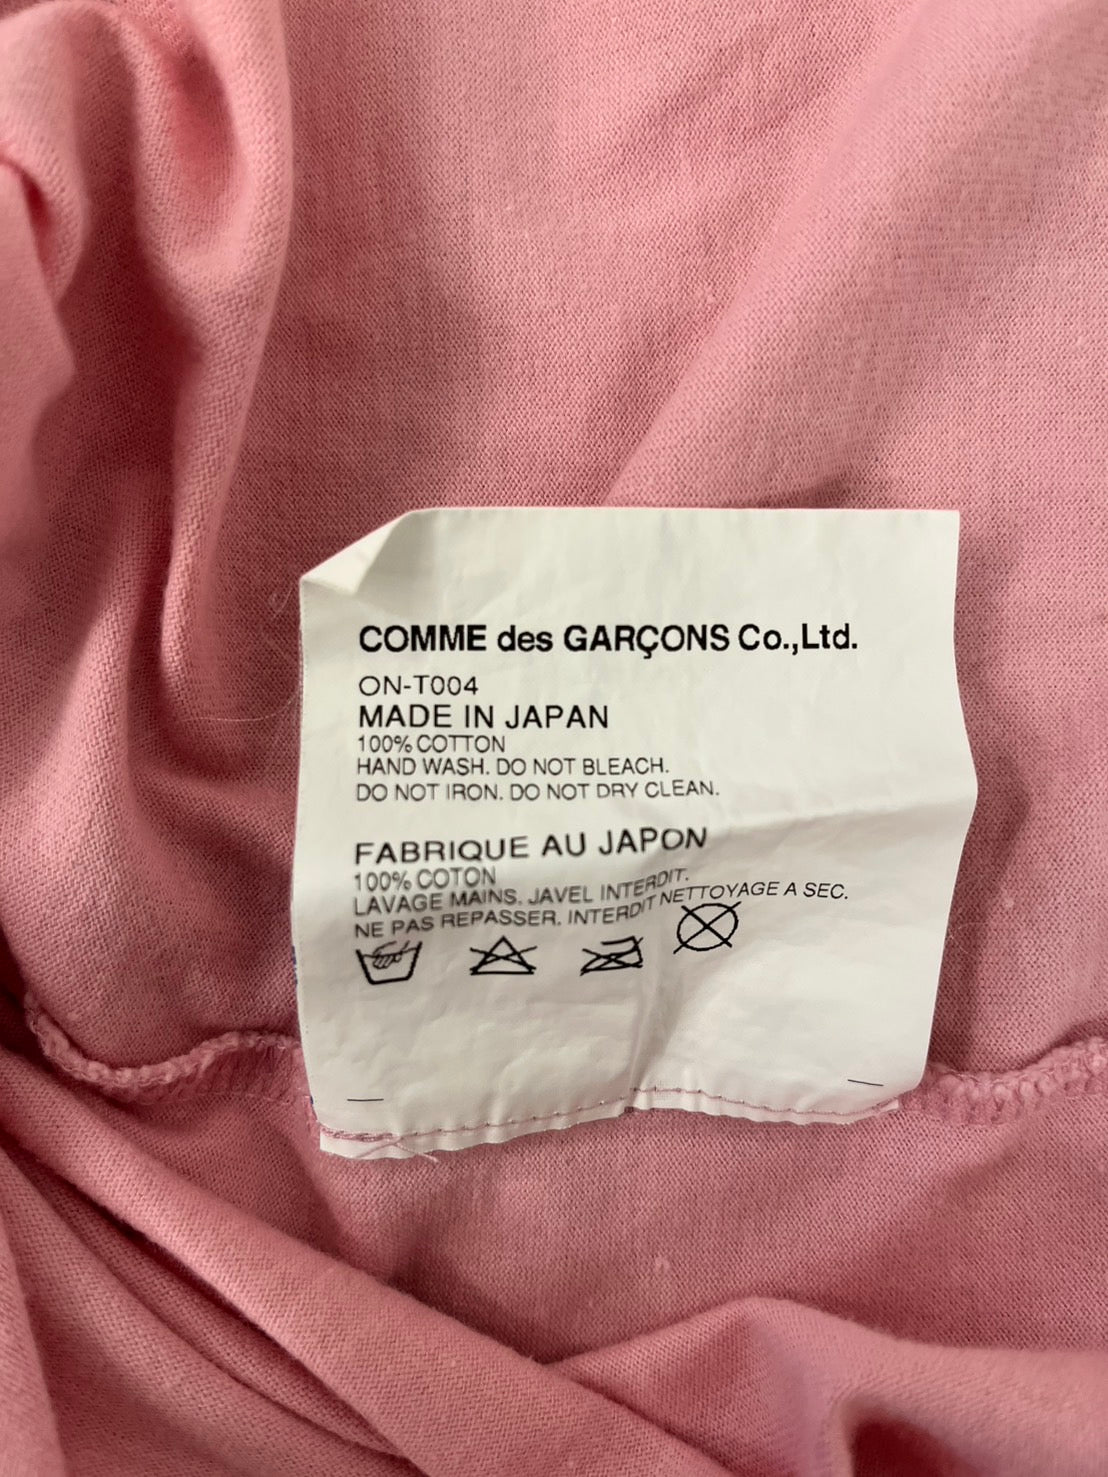 COMME des GARÇONS Co.,Ltd.
ON-T004
MADE IN JAPAN
100% COTTON
HAND WASH. DO NOT BLEACH.
DO NOT IRON. DO NOT DRY CLEAN.
FABRIQUE AU JAPON
100% COTON
LAVAGE MAINS. JAVEL INTERDIT.
NE PAS REPASSER. INTERDIT NETTOYAGE A SEC.